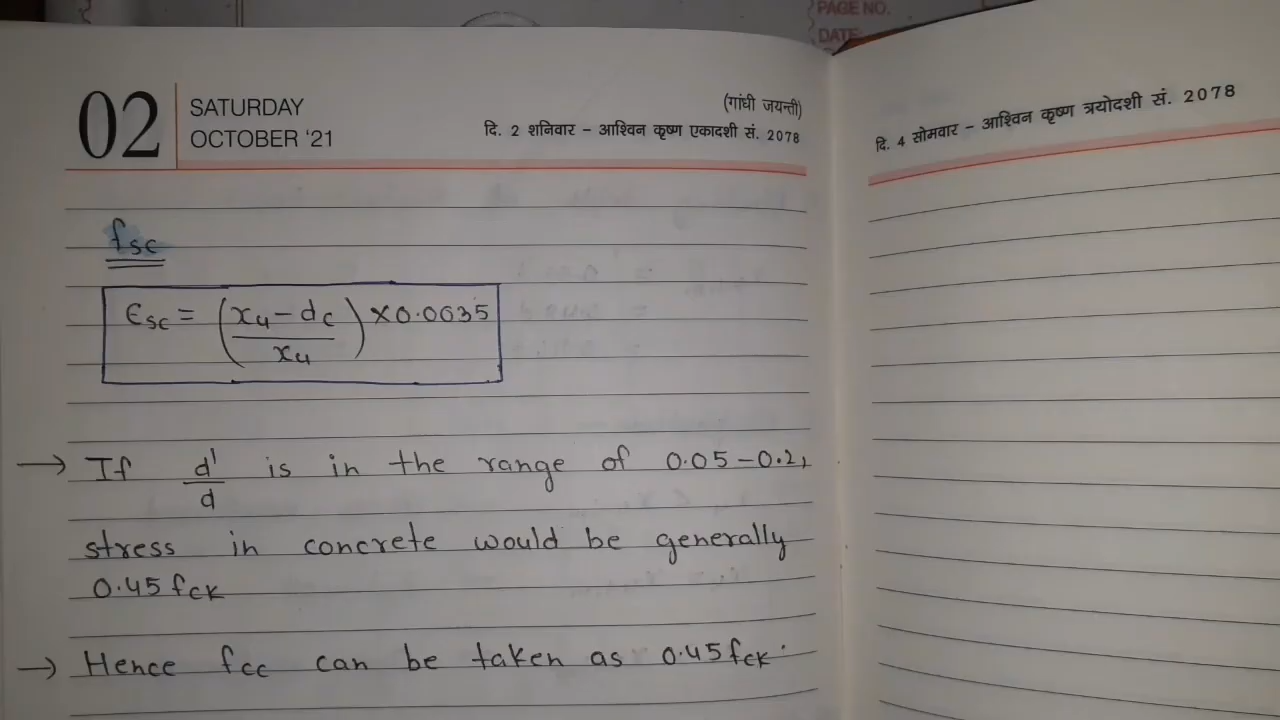 PAGE NO.
DATE
02
SATURDAY
OCTOBER '21
(गांधी जयन्ती)
दि. 2 शनिवार - आश्विन कृष्ण एकादशी सं. 2078
दि. 4 सोमवार - आश्विन कृष्ण त्रयोदशी सं. 2078
fsc
ϵsc = (xu - dc / xu) × 0.0035
→ If d'/d is in the range of 0.05-0.2,
stress in concrete would be generally
0.45 fck
→ Hence fcc can be taken as 0.45fck.